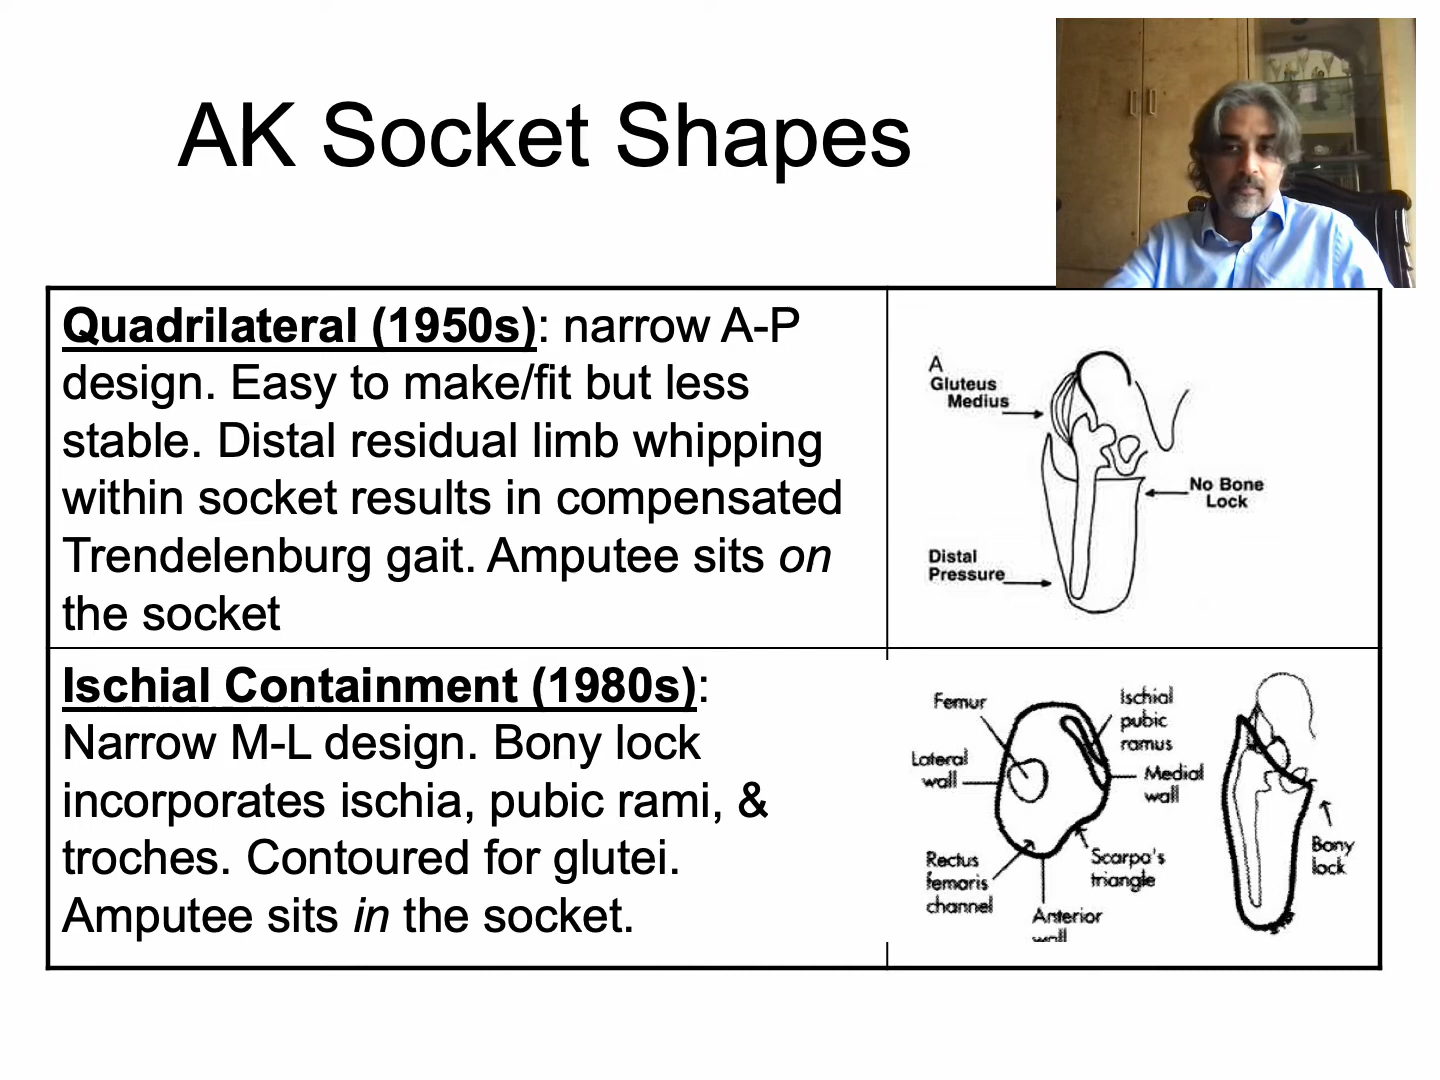 AK Socket Shapes
Quadrilateral (1950s): narrow A-P
design. Easy to make/fit but less
stable. Distal residual limb whipping
within socket results in compensated
Trendelenburg gait. Amputee sits on
the socket
A
Gluteus
Medius
No Bone
Lock
Distal
Pressure
Ischial Containment (1980s):
Narrow M-L design. Bony lock
incorporates ischia, pubic rami, &
troches. Contoured for glutei.
Amputee sits in the socket.
Femur
Ischial
pubic
ramus
Lateral
wall
Medial
wall
Rectus
femoris
channel
Scarpa's
triangle
Anterior
wall
Bony
lock